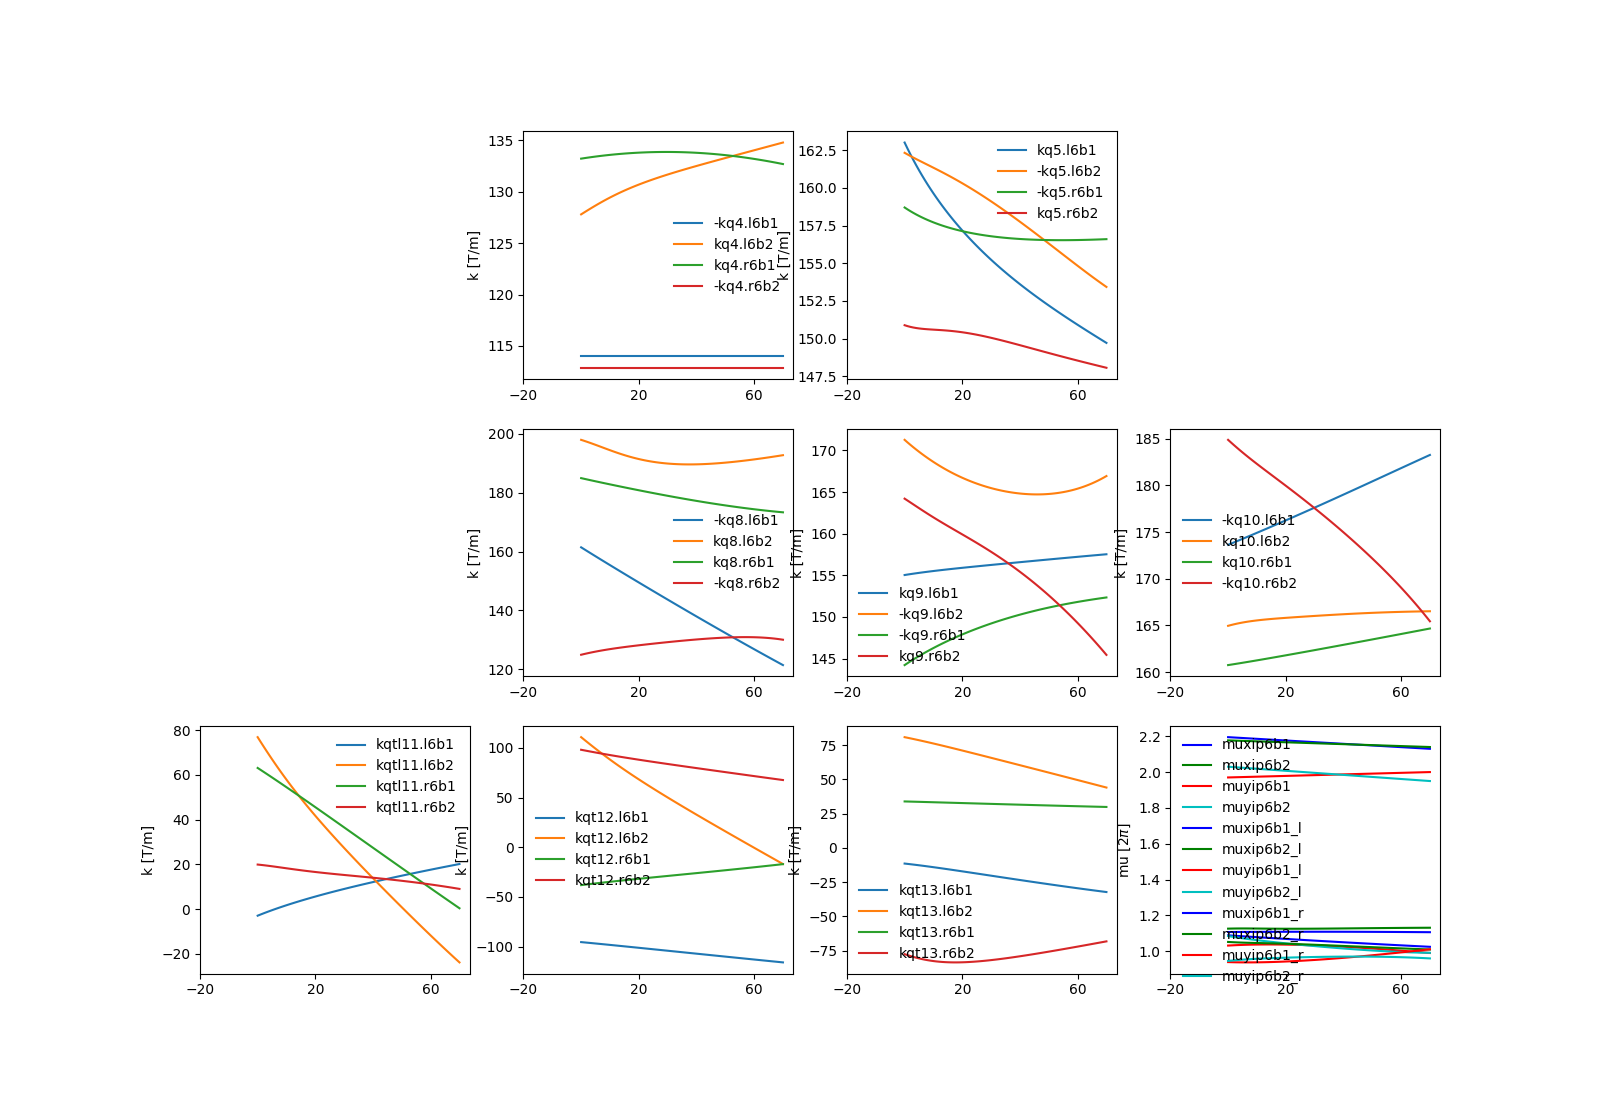 135
130
125
120
115
k [T/m]
-kq4.l6b1
kq4.l6b2
kq4.r6b1
-kq4.r6b2
−20 20 60
162.5
160.0
157.5
155.0
152.5
150.0
147.5
k [T/m]
kq5.l6b1
-kq5.l6b2
-kq5.r6b1
kq5.r6b2
−20 20 60
200
180
160
140
120
k [T/m]
-kq8.l6b1
kq8.l6b2
kq8.r6b1
-kq8.r6b2
−20 20 60
170
165
160
155
150
145
k [T/m]
kq9.l6b1
-kq9.l6b2
-kq9.r6b1
kq9.r6b2
−20 20 60
185
180
175
170
165
160
k [T/m]
-kq10.l6b1
kq10.l6b2
kq10.r6b1
-kq10.r6b2
−20 20 60
80
60
40
20
0
−20
k [T/m]
kqtl11.l6b1
kqtl11.l6b2
kqtl11.r6b1
kqtl11.r6b2
−20 20 60
100
50
0
−50
−100
k [T/m]
kqt12.l6b1
kqt12.l6b2
kqt12.r6b1
kqt12.r6b2
−20 20 60
75
50
25
0
−25
−50
−75
k [T/m]
kqt13.l6b1
kqt13.l6b2
kqt13.r6b1
kqt13.r6b2
−20 20 60
2.2
2.0
1.8
1.6
1.4
1.2
1.0
mu [2π]
muxip6b1
muxip6b2
muyip6b1
muyip6b2
muxip6b1_l
muxip6b2_l
muyip6b1_l
muyip6b2_l
muxip6b1_r
muxip6b2_r
muyip6b1_r
muyip6b2_r
−20 20 60